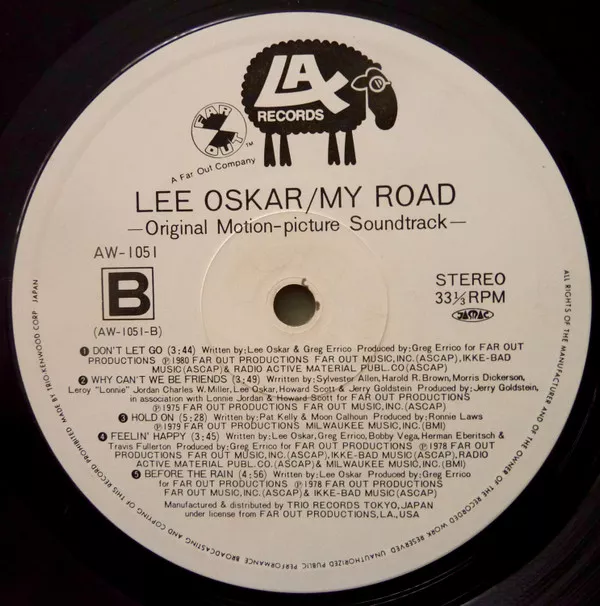 LAX
RECORDS
FAR
OUT
TM
A Far Out Company
LEE OSKAR/MY ROAD
—Original Motion-picture Soundtrack—
AW-1051
B
(AW-1051-B)
STEREO
33⅓ RPM
JASRAC
❶ DON'T LET GO (3:44) Written by: Lee Oskar & Greg Errico Produced by: Greg Errico for FAR OUT
PRODUCTIONS ℗ 1980 FAR OUT PRODUCTIONS FAR OUT MUSIC, INC. (ASCAP), IKKE-BAD
MUSIC (ASCAP) & RADIO ACTIVE MATERIAL PUBL. CO (ASCAP)
❷ WHY CAN'T WE BE FRIENDS (3:49) Written by; Sylvester Allen, Harold R. Brown, Morris Dickerson,
Leroy "Lonnie" Jordan Charles W. Miller, Lee Oskar, Howard Scott & Jerry Goldstein Produced by; Jerry Goldstein,
in association with Lonnie Jordan & Howard Scott for FAR OUT PRODUCTIONS
℗ 1975 FAR OUT PRODUCTIONS FAR OUT MUSIC, INC. (ASCAP)
❸ HOLD ON (5:28) Written by; Pat Kelly & Moon Calhoun Produced by; Ronnie Laws
℗ 1979 FAR OUT PRODUCTIONS MILWAUKEE MUSIC, INC. (BMI)
❹ FEELIN' HAPPY (3:45) Written by; Lee Oskar, Greg Errico, Bobby Vega, Herman Eberitsch &
Travis Fullerton Produced by; Greg Errico for FAR OUT PRODUCTIONS ℗ 1978 FAR OUT
PRODUCTIONS FAR OUT MUSIC, INC. (ASCAP), IKKE-BAD MUSIC (ASCAP), RADIO
ACTIVE MATERIAL PUBL. CO. (ASCAP) & MILWAUKEE MUSIC, INC. (BMI)
❺ BEFORE THE RAIN (4:56) Written by; Lee Oskar Produced by; Greg Errico
for FAR OUT PRODUCTIONS ℗ 1978 FAR OUT PRODUCTIONS
FAR OUT MUSIC, INC. (ASCAP) & IKKE-BAD MUSIC (ASCAP)
Manufactured & distributed by TRIO RECORDS TOKYO, JAPAN
under license from FAR OUT PRODUCTIONS, LA., USA
ALL RIGHTS OF THE MANUFACTURER AND OF THE OWNER OF THE RECORDED WORK RESERVED UNAUTHORIZED PUBLIC PERFORMANCE BROADCASTING AND COPYING OF THIS RECORD PROHIBITED MADE BY TRIO-KENWOOD CORP JAPAN